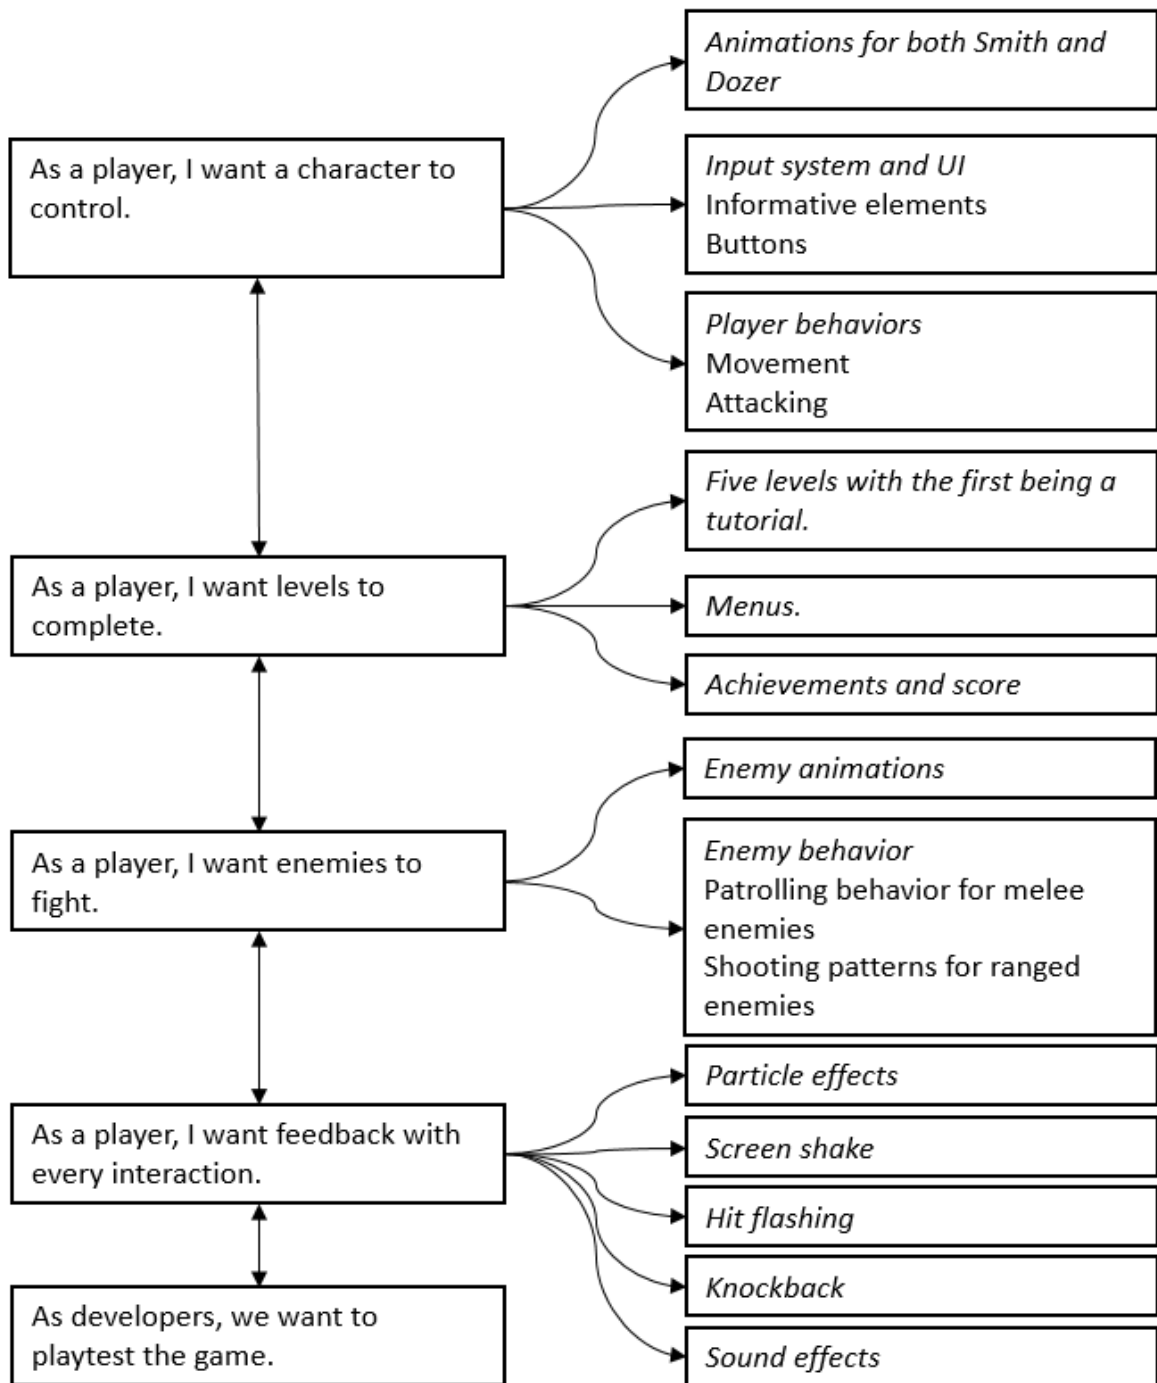 As a player, I want a character to
control.
Animations for both Smith and
Dozer
Input system and UI
Informative elements
Buttons
Player behaviors
Movement
Attacking
As a player, I want levels to
complete.
Five levels with the first being a
tutorial.
Menus.
Achievements and score
As a player, I want enemies to
fight.
Enemy animations
Enemy behavior
Patrolling behavior for melee
enemies
Shooting patterns for ranged
enemies
As a player, I want feedback with
every interaction.
Particle effects
Screen shake
Hit flashing
Knockback
Sound effects
As developers, we want to
playtest the game.